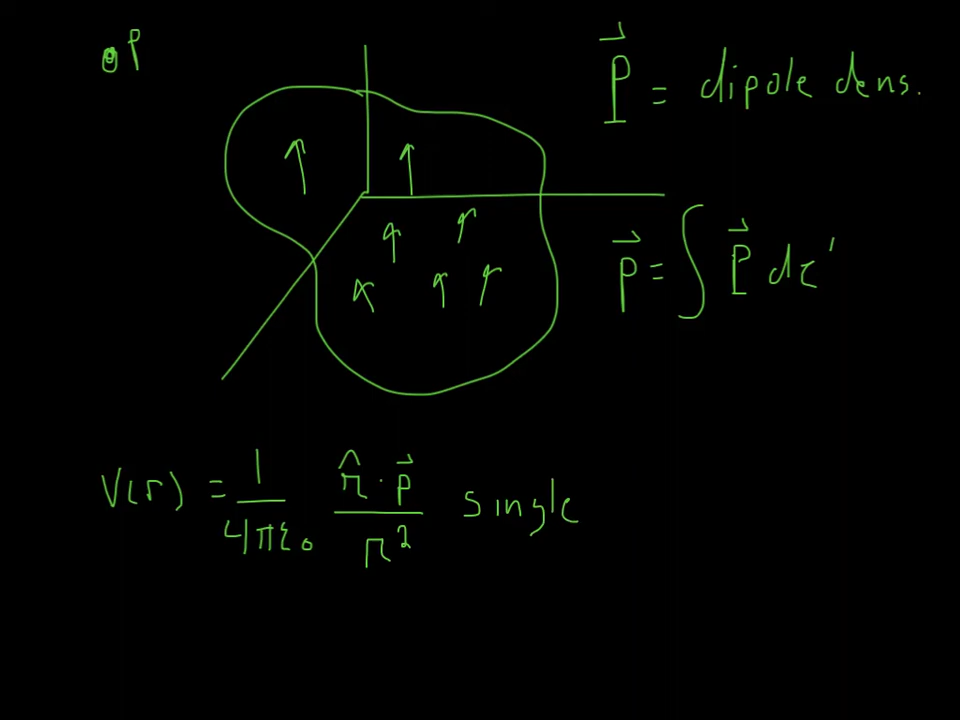 P
P⃗ = dipole dens.
p⃗ = ∫ P⃗ dτ'
V(r) = 1/4πε₀ r̂·p⃗/r² single